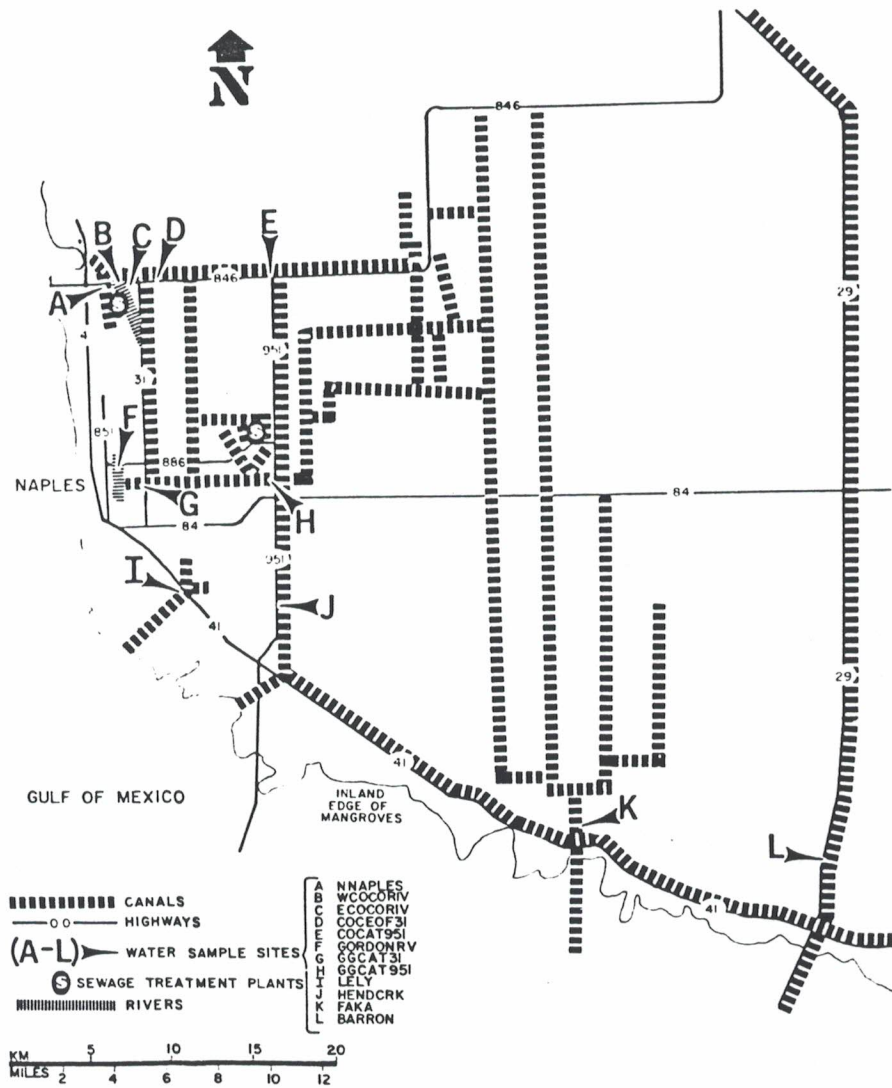 N
846
B C D E
846
A
S
4
29
951
31
F
851
S
886
NAPLES
G
H
84
84
I
951
J
41
29
41
GULF OF MEXICO
INLAND
EDGE OF
MANGROVES
K
L
41
CANALS
OO HIGHWAYS
(A-L) WATER SAMPLE SITES
S SEWAGE TREATMENT PLANTS
RIVERS
A NNAPLES
B WCOCORIV
C ECOCORIV
D COCEOF31
E COCAT951
F GORDONRV
G GGCAT31
H GGCAT951
I LELY
J HENDCRK
K FAKA
L BARRON
KM 5 10 15 20
MILES 2 4 6 8 10 12